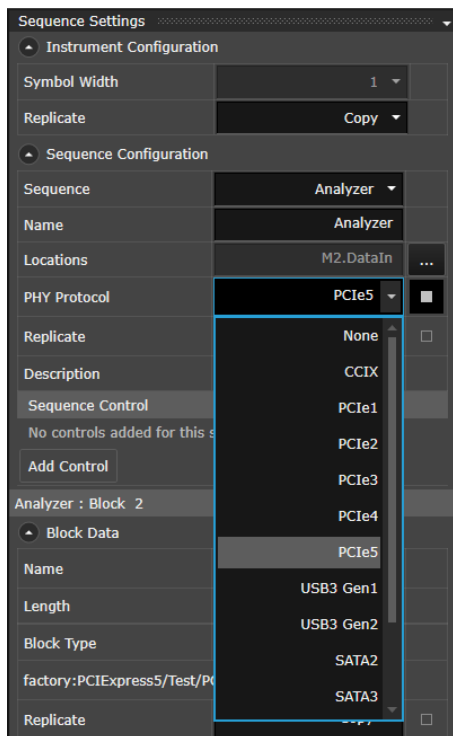 Sequence Settings
Instrument Configuration
Symbol Width 1
Replicate Copy
Sequence Configuration
Sequence Analyzer
Name Analyzer
Locations M2.DataIn ...
PHY Protocol PCIe5
Replicate None
Description CCIX
Sequence Control PCIe1
No controls added for this s
PCIe2
Add Control PCIe3
Analyzer : Block 2 PCIe4
Block Data PCIe5
Name USB3 Gen1
Length USB3 Gen2
Block Type SATA2
factory:PCIExpress5/Test/P
SATA3
Replicate